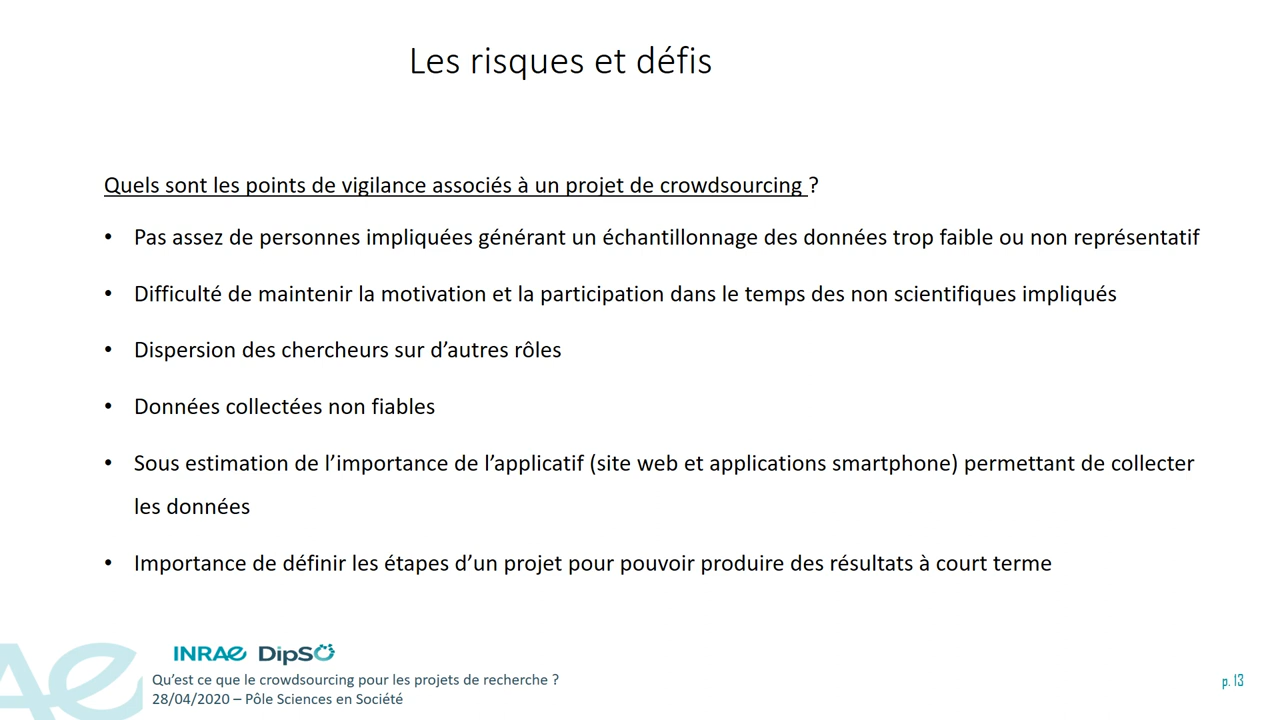 Les risques et défis
Quels sont les points de vigilance associés à un projet de crowdsourcing ?
• Pas assez de personnes impliquées générant un échantillonnage des données trop faible ou non représentatif
• Difficulté de maintenir la motivation et la participation dans le temps des non scientifiques impliqués
• Dispersion des chercheurs sur d’autres rôles
• Données collectées non fiables
• Sous estimation de l’importance de l’applicatif (site web et applications smartphone) permettant de collecter
les données
• Importance de définir les étapes d’un projet pour pouvoir produire des résultats à court terme
INRAE DipSO
Qu’est ce que le crowdsourcing pour les projets de recherche ?
28/04/2020 – Pôle Sciences en Société
p. 13